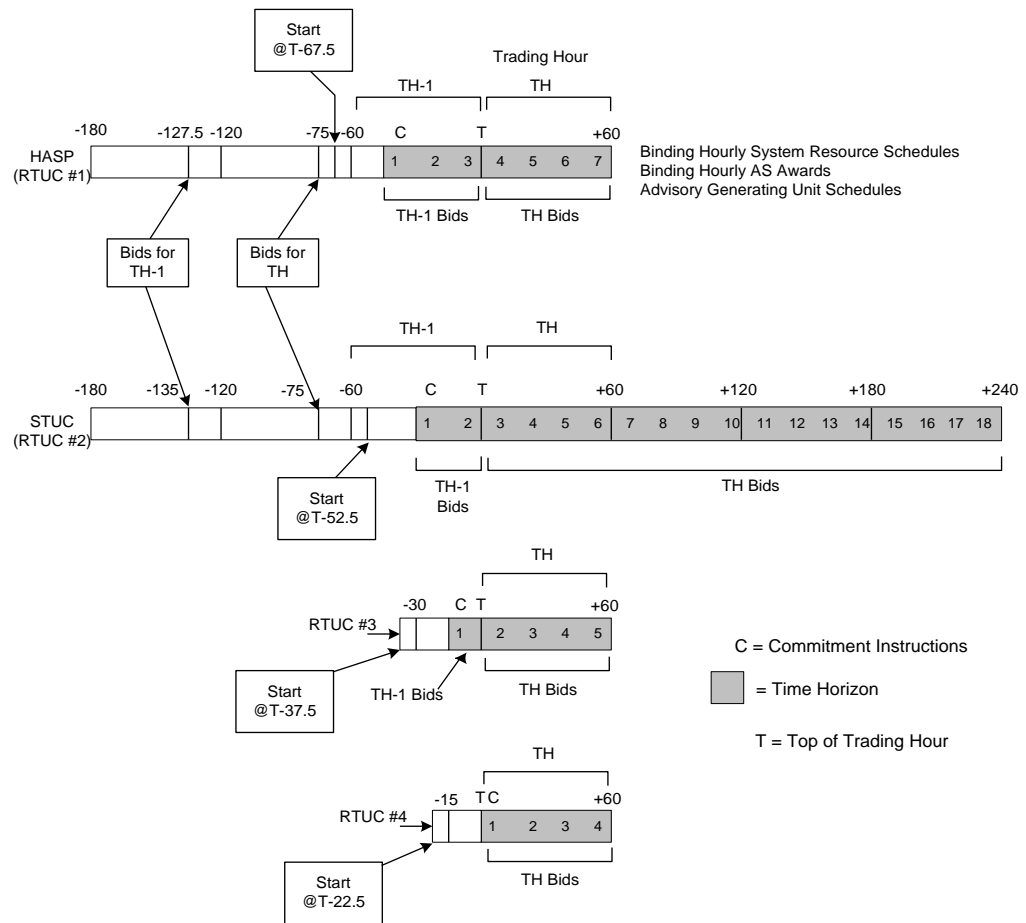 Start
@T-67.5
Trading Hour
TH-1 TH
-180 -127.5 -120 -75 -60 C T +60
HASP
(RTUC #1)
1 2 3 4 5 6 7
Binding Hourly System Resource Schedules
Binding Hourly AS Awards
Advisory Generating Unit Schedules
TH-1 Bids TH Bids
Bids for
TH-1
Bids for
TH
TH-1 TH
-180 -135 -120 -75 -60 C T +60 +120 +180 +240
STUC
(RTUC #2)
1 2 3 4 5 6 7 8 9 10 11 12 13 14 15 16 17 18
TH-1
Bids
TH Bids
Start
@T-52.5
TH
-30 C T +60
RTUC #3
1 2 3 4 5
TH-1 Bids TH Bids
Start
@T-37.5
C = Commitment Instructions
= Time Horizon
T = Top of Trading Hour
TH
-15 T C +60
RTUC #4
1 2 3 4
TH Bids
Start
@T-22.5